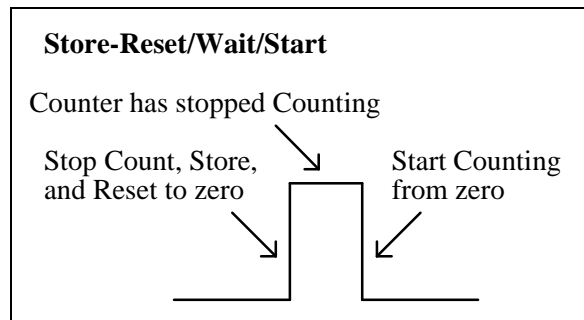 Store-Reset/Wait/Start
Counter has stopped Counting
Stop Count, Store,
and Reset to zero
Start Counting
from zero